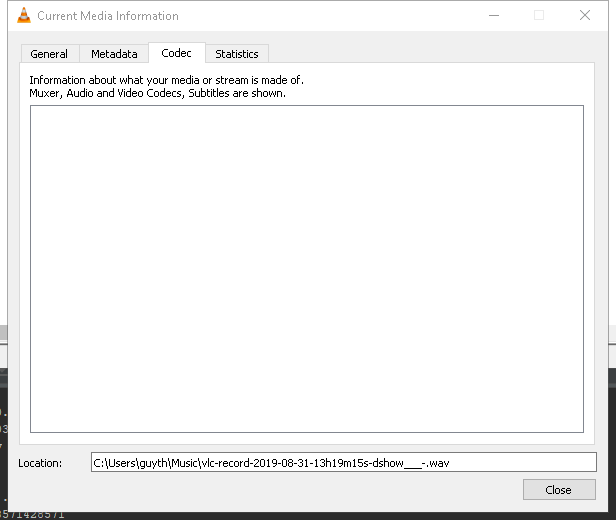 Current Media Information
General Metadata Codec Statistics
Information about what your media or stream is made of.
Muxer, Audio and Video Codecs, Subtitles are shown.
Location: C:\Users\guyth\Music\vlc-record-2019-08-31-13h19m15s-dshow___-.wav
Close
8571428571